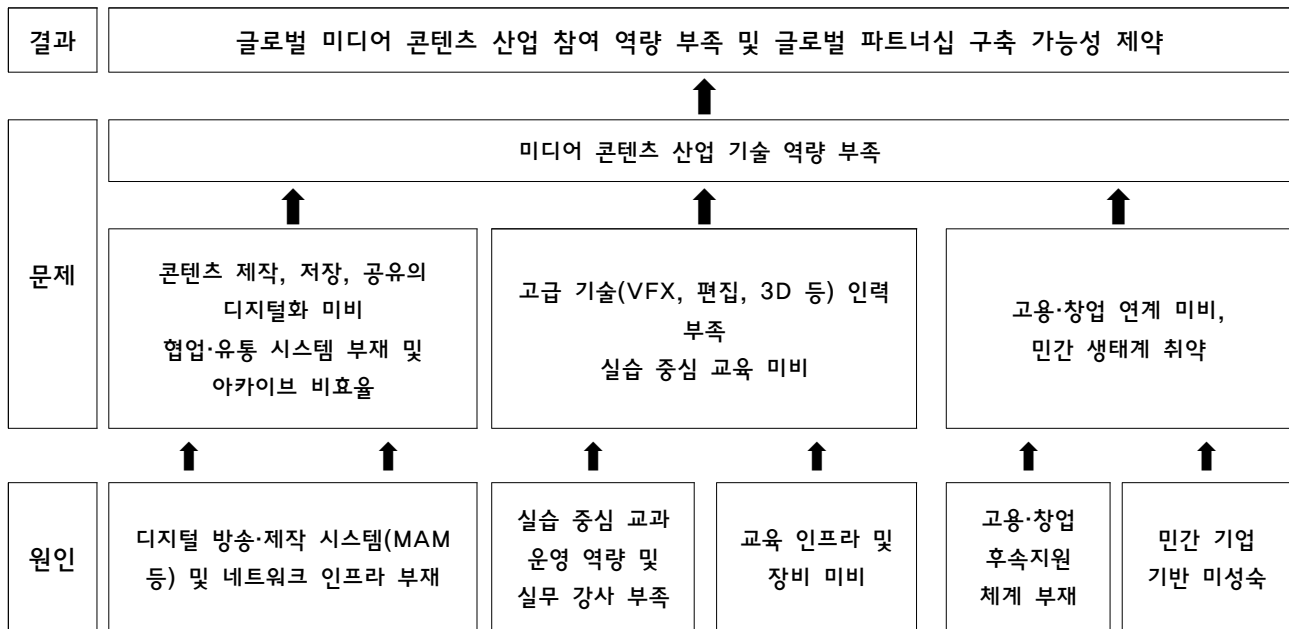 결과
글로벌 미디어 콘텐츠 산업 참여 역량 부족 및 글로벌 파트너십 구축 가능성 제약
문제
미디어 콘텐츠 산업 기술 역량 부족
콘텐츠 제작, 저장, 공유의
디지털화 미비
협업·유통 시스템 부재 및
아카이브 비효율
고급 기술(VFX, 편집, 3D 등) 인력
부족
실습 중심 교육 미비
고용·창업 연계 미비,
민간 생태계 취약
원인
디지털 방송·제작 시스템(MAM
등) 및 네트워크 인프라 부재
실습 중심 교과
운영 역량 및
실무 강사 부족
교육 인프라 및
장비 미비
고용·창업
후속지원
체계 부재
민간 기업
기반 미성숙